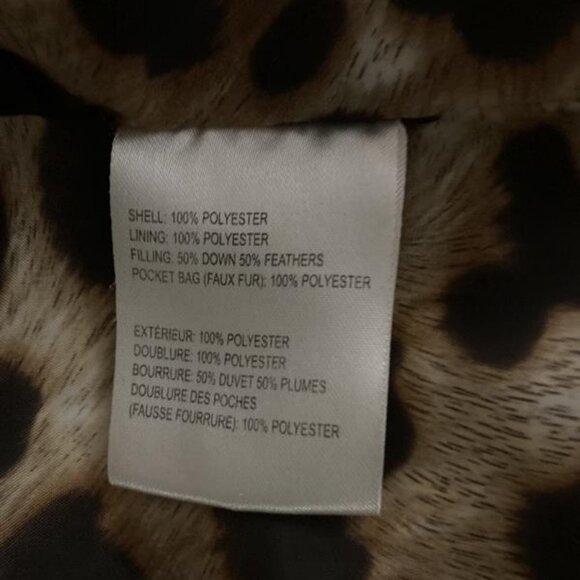 SHELL: 100% POLYESTER
LINING: 100% POLYESTER
FILLING: 50% DOWN 50% FEATHERS
POCKET BAG (FAUX FUR): 100% POLYESTER
EXTÉRIEUR: 100% POLYESTER
DOUBLURE: 100% POLYESTER
BOURRURE: 50% DUVET 50% PLUMES
DOUBLURE DES POCHES
(FAUSSE FOURRURE): 100% POLYESTER